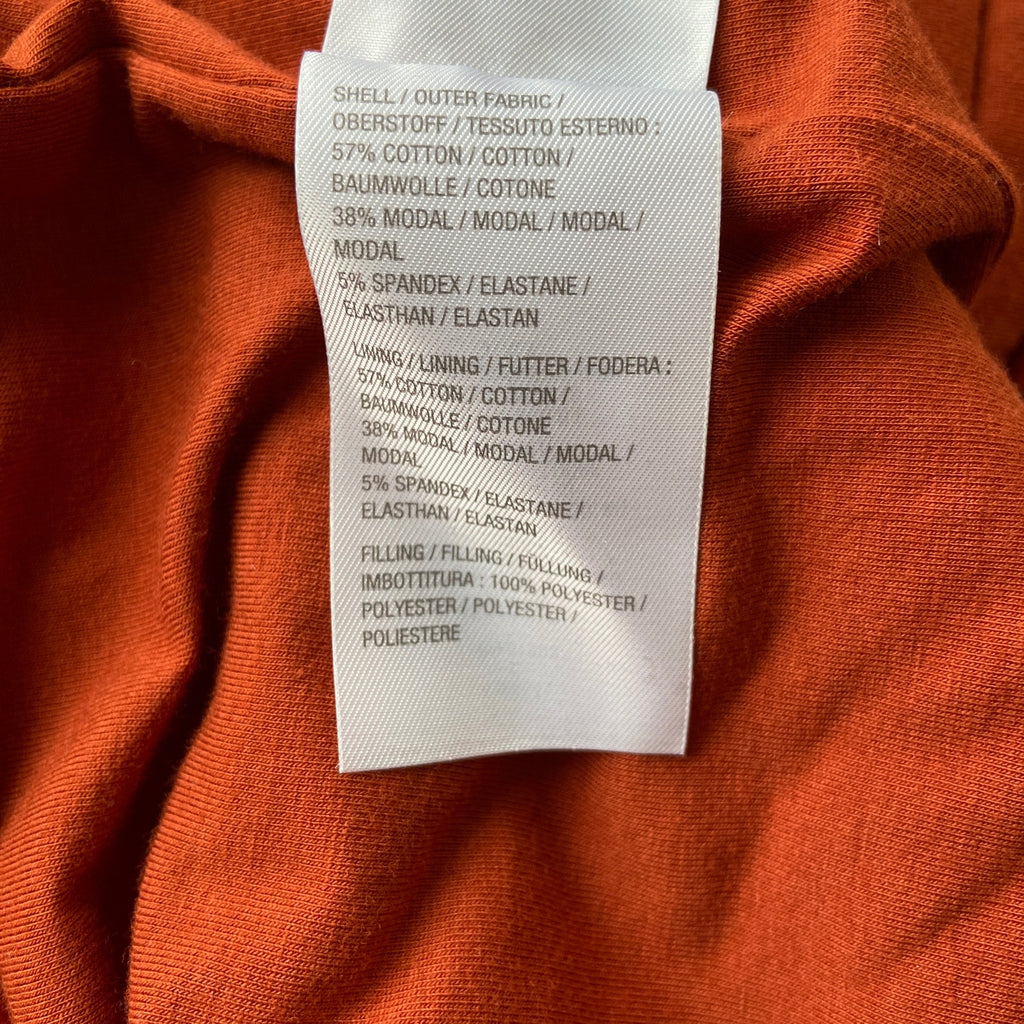 SHELL / OUTER FABRIC /
OBERSTOFF / TESSUTO ESTERNO :
57% COTTON / COTTON /
BAUMWOLLE / COTONE
38% MODAL / MODAL / MODAL /
MODAL
5% SPANDEX / ELASTANE /
ELASTHAN / ELASTAN
LINING / LINING / FUTTER / FODERA :
57% COTTON / COTTON /
BAUMWOLLE / COTONE
38% MODAL / MODAL / MODAL /
MODAL
5% SPANDEX / ELASTANE /
ELASTHAN / ELASTAN
FILLING / FILLING / FÜLLUNG /
IMBOTTITURA : 100% POLYESTER /
POLYESTER / POLYESTER /
POLIESTERE